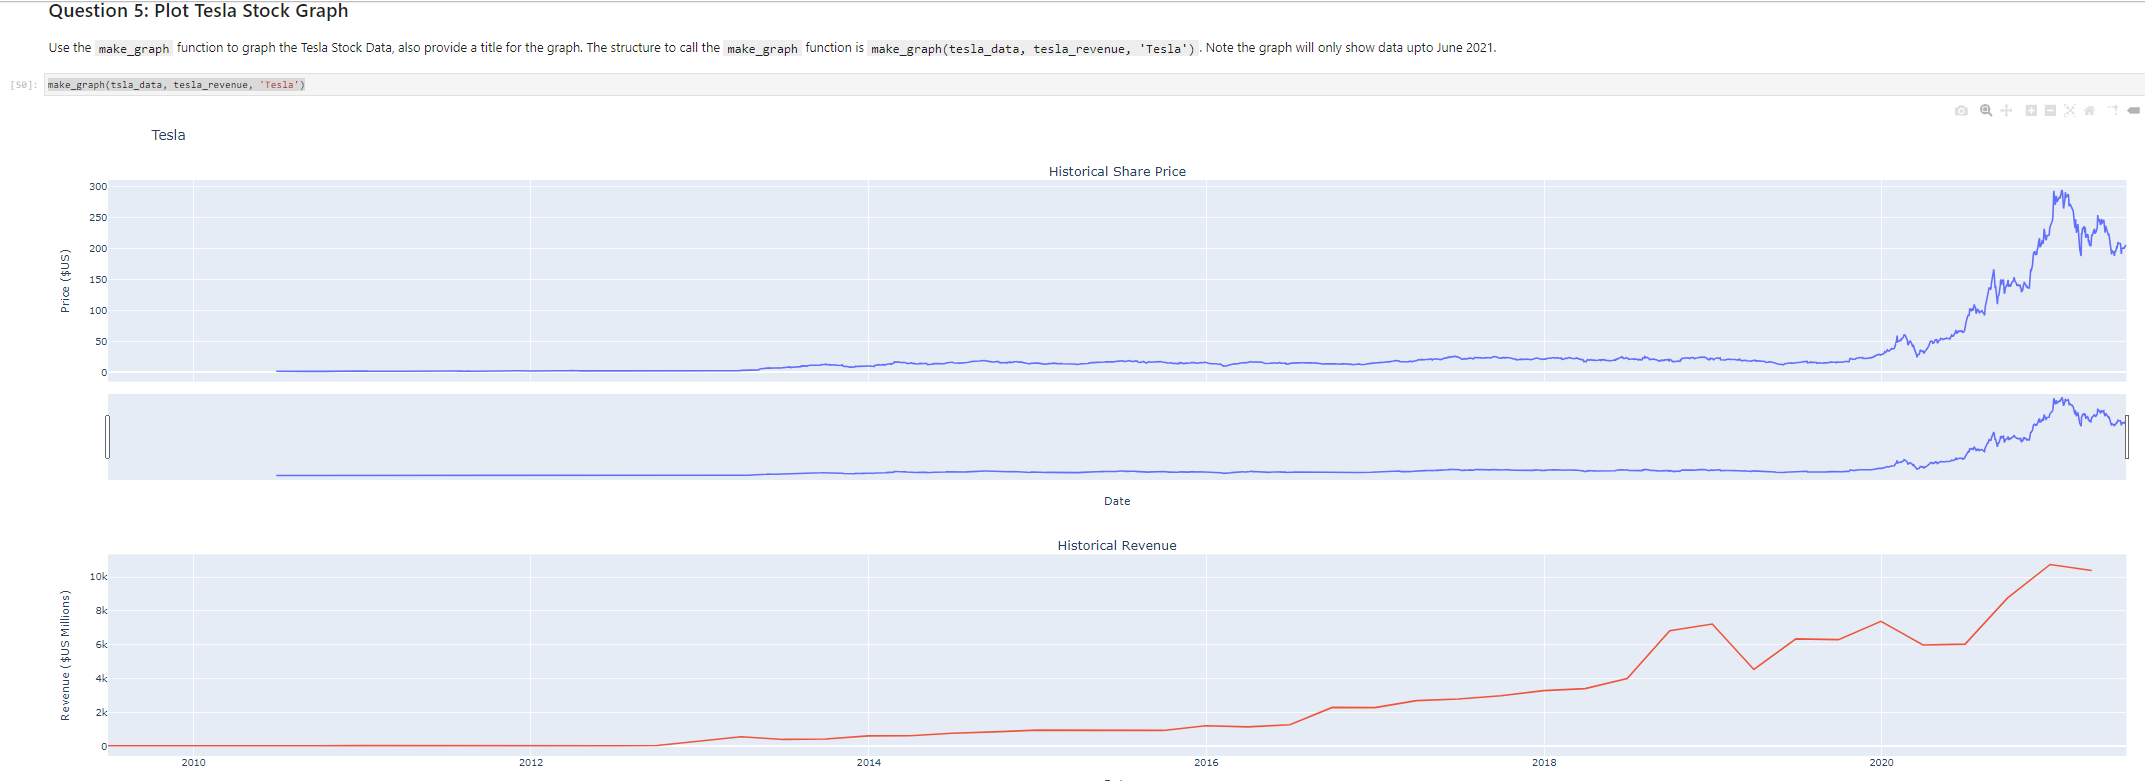 Question 5: Plot Tesla Stock Graph
Use the make_graph function to graph the Tesla Stock Data, also provide a title for the graph. The structure to call the make_graph function is make_graph(tesla_data, tesla_revenue, 'Tesla'). Note the graph will only show data upto June 2021.
[50]: make_graph(tsla_data, tesla_revenue, 'Tesla')
Tesla
Historical Share Price
Price ($US)
300
250
200
150
100
50
0
Date
Historical Revenue
Revenue ($US Millions)
10k
8k
6k
4k
2k
0
2010 2012 2014 2016 2018 2020